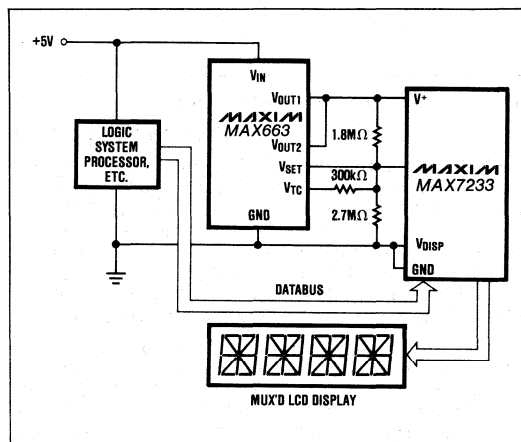 +5V
VIN
VOUT1
V+
MAXIM
MAX663
1.8MΩ
LOGIC
SYSTEM
PROCESSOR,
ETC.
VOUT2
VSET
300kΩ
MAXIM
MAX7233
VTC
2.7MΩ
GND
VDISP
GND
DATABUS
MUX'D LCD DISPLAY